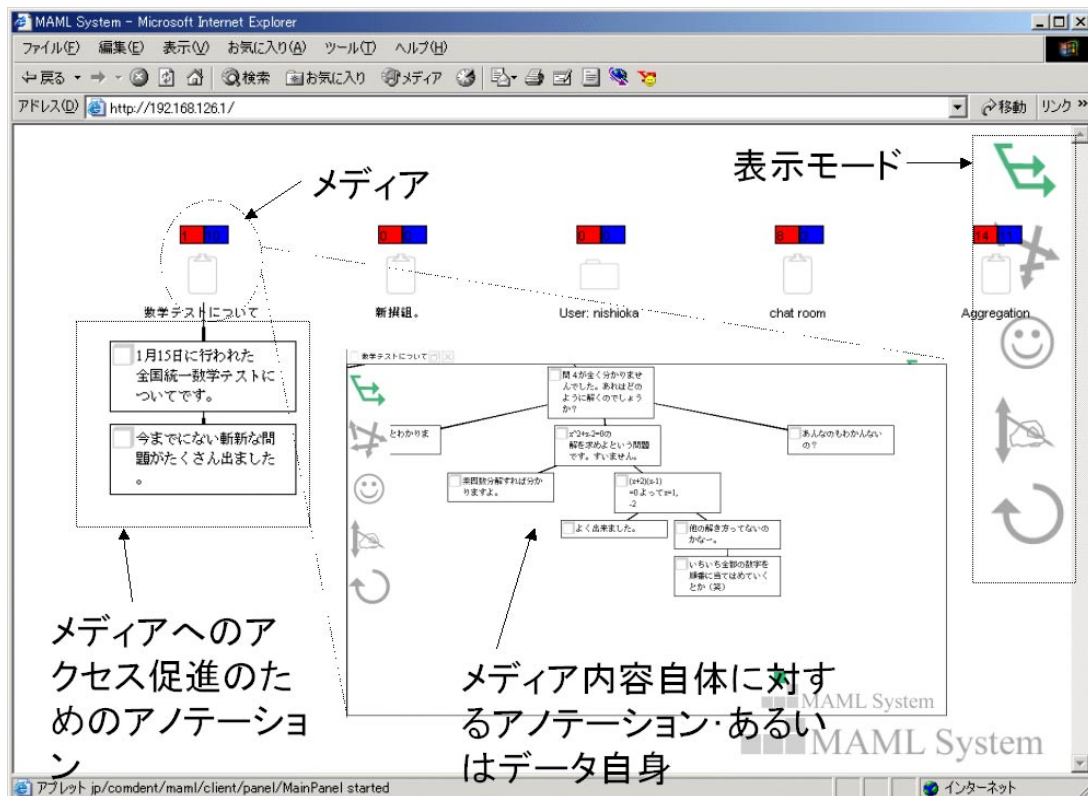 MAML System - Microsoft Internet Explorer
ファイル(F) 編集(E) 表示(V) お気に入り(A) ツール(T) ヘルプ(H)
戻る 検索 お気に入り メディア
アドレス(D) http://192.168.126.1/ 移動 リンク »
メディア
表示モード
1 10
0 0
0 0
8 0
14 11
数学テストについて
新撰組。
User: nishioka
chat room
Aggregation
1月15日に行われた
全国統一数学テストに
ついてです。
今までにない斬新な問
題がたくさん出ました
。
数学テストについて
問4が全く分かりませ
んでした。あれはどの
ように解くのでしょう
か?
とわかりま
x^2+x-2=0の
解を求めよという問題
です。すいません。
あんなのもわかんない
の?
素因数分解すれば分か
りますよ。
(x+2)(x-1)
=0よってx=1,
-2
よく出来ました。
他の解き方ってないの
かなー。
いちいち全部の数字を
順番に当てはめていく
とか(笑)
メディアへのア
クセス促進のた
めのアノテーショ
ン
メディア内容自体に対す
るアノテーション・あるい
はデータ自身
MAML System
MAML System
アプレット jp/comdent/maml/client/panel/MainPanel started
インターネット